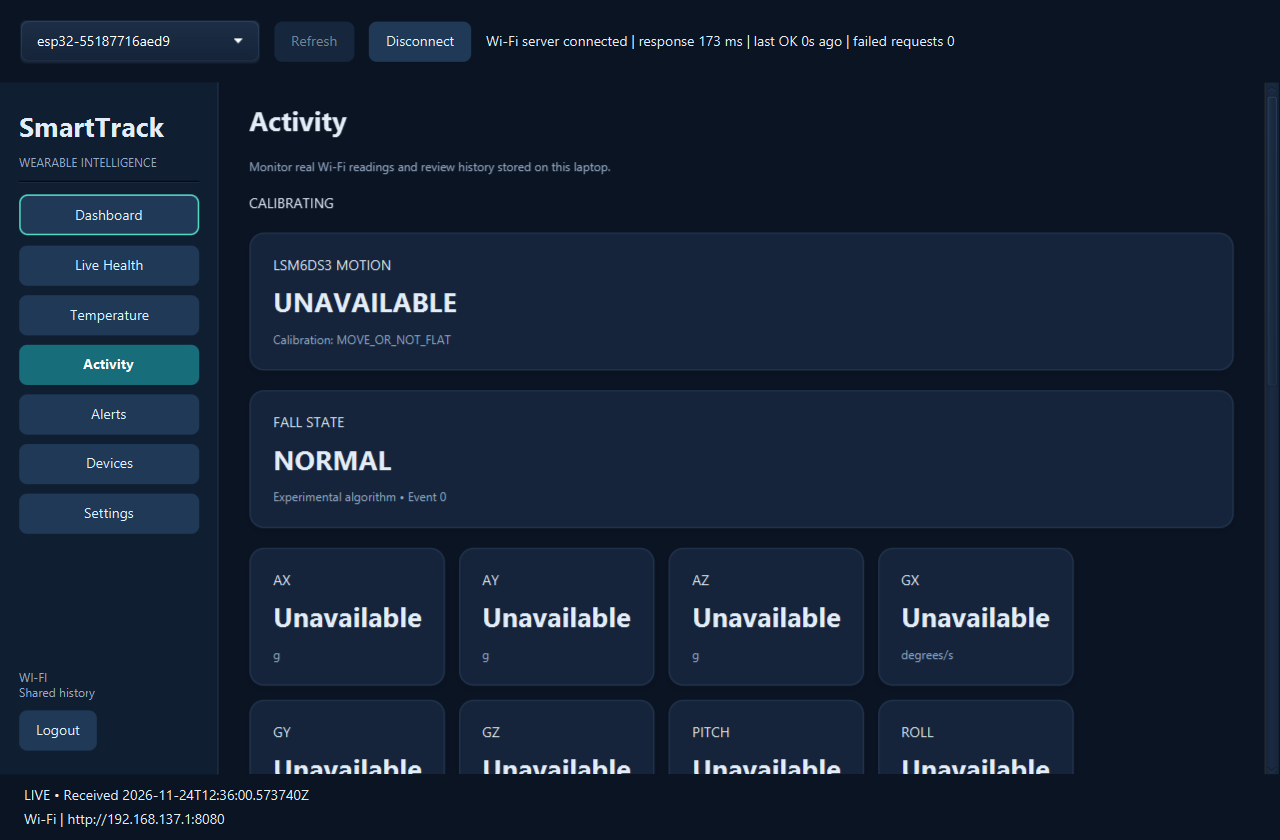 esp32-55187716aed9
Refresh
Disconnect
Wi-Fi server connected | response 173 ms | last OK 0s ago | failed requests 0
SmartTrack
WEARABLE INTELLIGENCE
Dashboard
Live Health
Temperature
Activity
Alerts
Devices
Settings
WI-FI
Shared history
Logout
Activity
Monitor real Wi-Fi readings and review history stored on this laptop.
CALIBRATING
LSM6DS3 MOTION
UNAVAILABLE
Calibration: MOVE_OR_NOT_FLAT
FALL STATE
NORMAL
Experimental algorithm • Event 0
AX
Unavailable
g
AY
Unavailable
g
AZ
Unavailable
g
GX
Unavailable
degrees/s
GY
Unavailable
GZ
Unavailable
PITCH
Unavailable
ROLL
Unavailable
LIVE • Received 2026-11-24T12:36:00.573740Z
Wi-Fi | http://192.168.137.1:8080